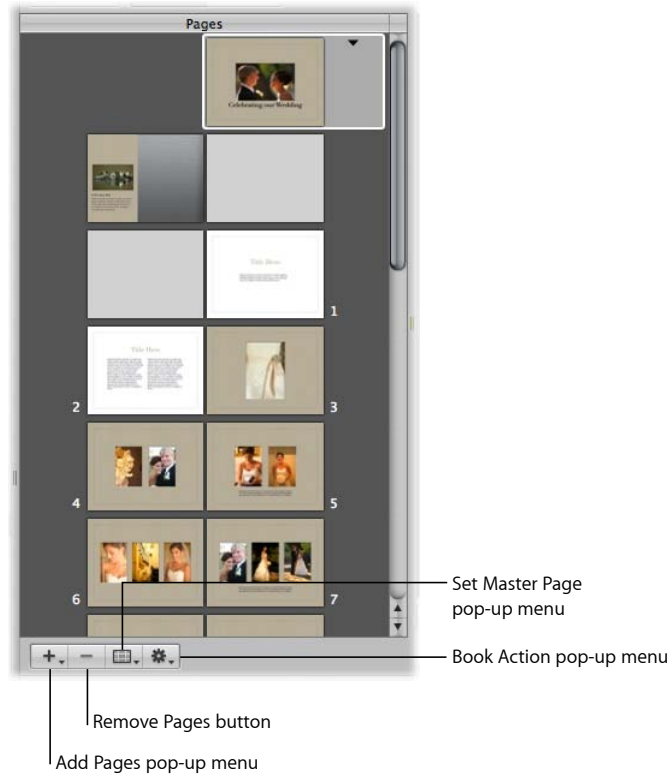 Pages
Celebrating our Wedding
Title Here
1
Title Here
2
3
4
5
6
7
Set Master Page
pop-up menu
Book Action pop-up menu
Remove Pages button
Add Pages pop-up menu